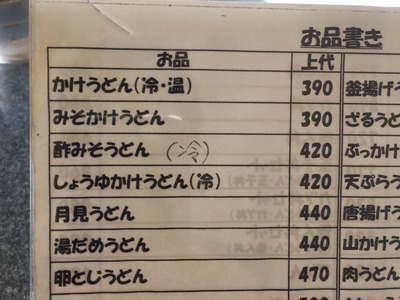 お品書き
お品 上代
かけうどん(冷・温) 390 釜揚げう
みそかけうどん 390 ざるうど
酢みそうどん (冷) 420 ぶっかけ
しょうゆかけうどん(冷) 420 天ぷらう
月見うどん 440 唐揚げう
湯だめうどん 440 山かけう
卵とじうどん 470 肉うどん